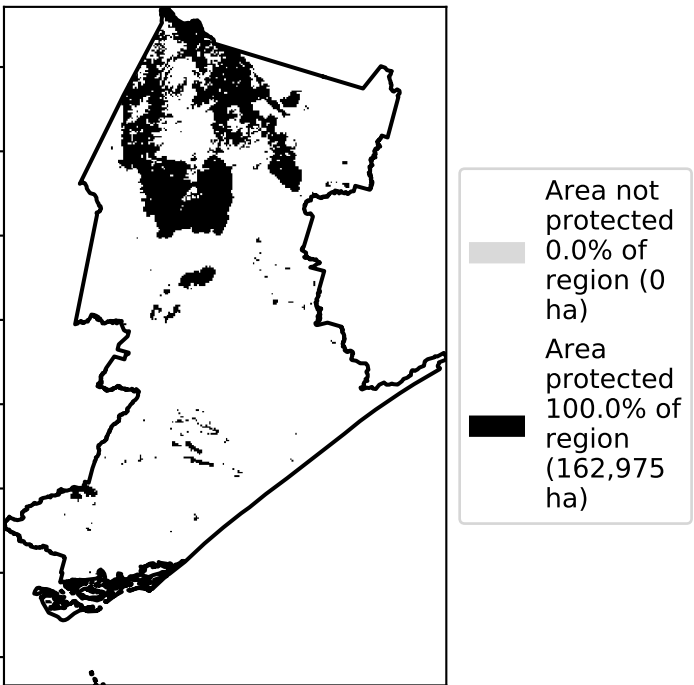 Area not
protected
0.0% of
region (0
ha)
Area
protected
100.0% of
region
(162,975
ha)